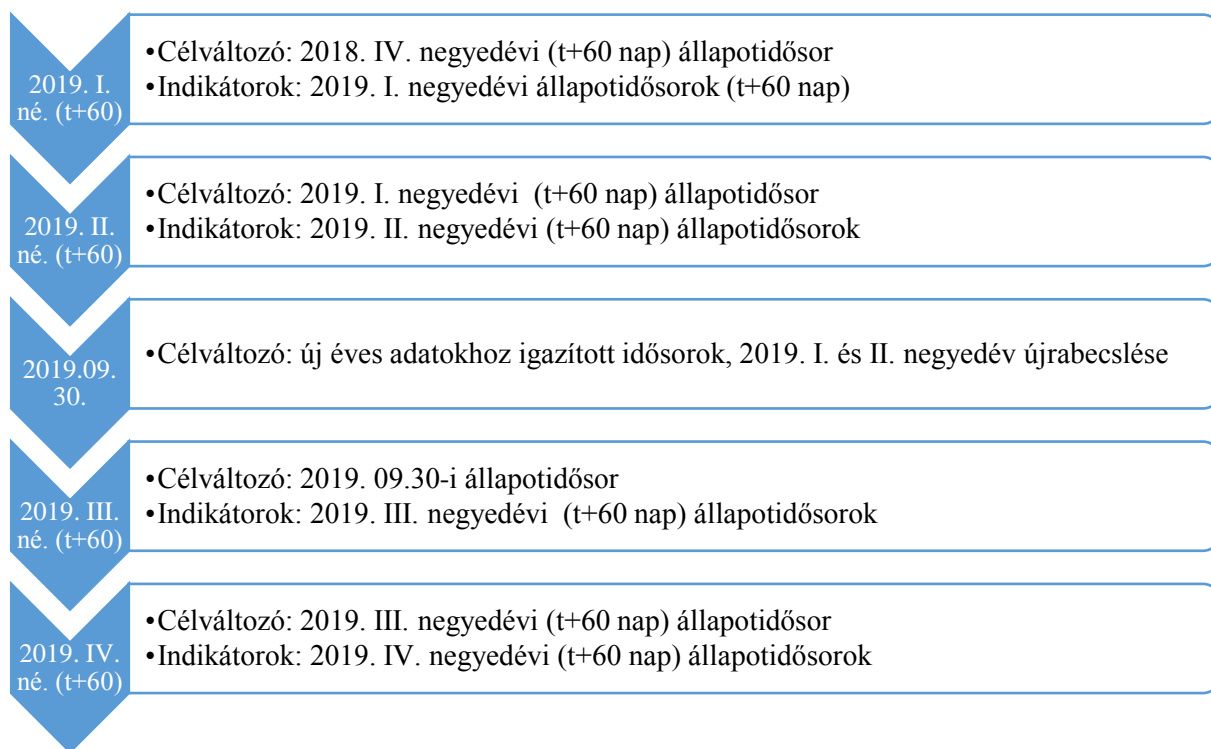 2019. I.
né. (t+60)
•Célváltozó: 2018. IV. negyedévi (t+60 nap) állapotidősor
•Indikátorok: 2019. I. negyedévi állapotidősorok (t+60 nap)
2019. II.
né. (t+60)
•Célváltozó: 2019. I. negyedévi (t+60 nap) állapotidősor
•Indikátorok: 2019. II. negyedévi (t+60 nap) állapotidősorok
2019.09.
30.
•Célváltozó: új éves adatokhoz igazított idősorok, 2019. I. és II. negyedév újrabecslése
2019. III.
né. (t+60)
•Célváltozó: 2019. 09.30-i állapotidősor
•Indikátorok: 2019. III. negyedévi (t+60 nap) állapotidősorok
2019. IV.
né. (t+60)
•Célváltozó: 2019. III. negyedévi (t+60 nap) állapotidősor
•Indikátorok: 2019. IV. negyedévi (t+60 nap) állapotidősorok